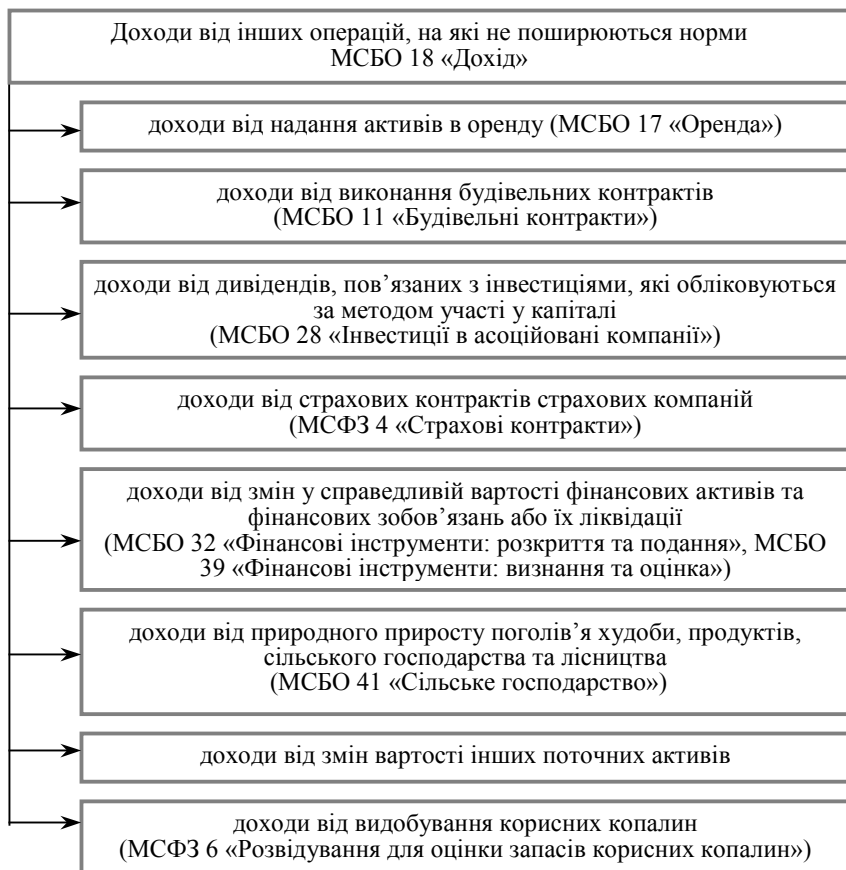 Доходи від інших операцій, на які не поширюються норми
МСБО 18 «Дохід»
доходи від надання активів в оренду (МСБО 17 «Оренда»)
доходи від виконання будівельних контрактів
(МСБО 11 «Будівельні контракти»)
доходи від дивідендів, пов’язаних з інвестиціями, які обліковуються
за методом участі у капіталі
(МСБО 28 «Інвестиції в асоційовані компанії»)
доходи від страхових контрактів страхових компаній
(МСФЗ 4 «Страхові контракти»)
доходи від змін у справедливій вартості фінансових активів та
фінансових зобов’язань або їх ліквідації
(МСБО 32 «Фінансові інструменти: розкриття та подання», МСБО
39 «Фінансові інструменти: визнання та оцінка»)
доходи від природного приросту поголів’я худоби, продуктів,
сільського господарства та лісництва
(МСБО 41 «Сільське господарство»)
доходи від змін вартості інших поточних активів
доходи від видобування корисних копалин
(МСФЗ 6 «Розвідування для оцінки запасів корисних копалин»)